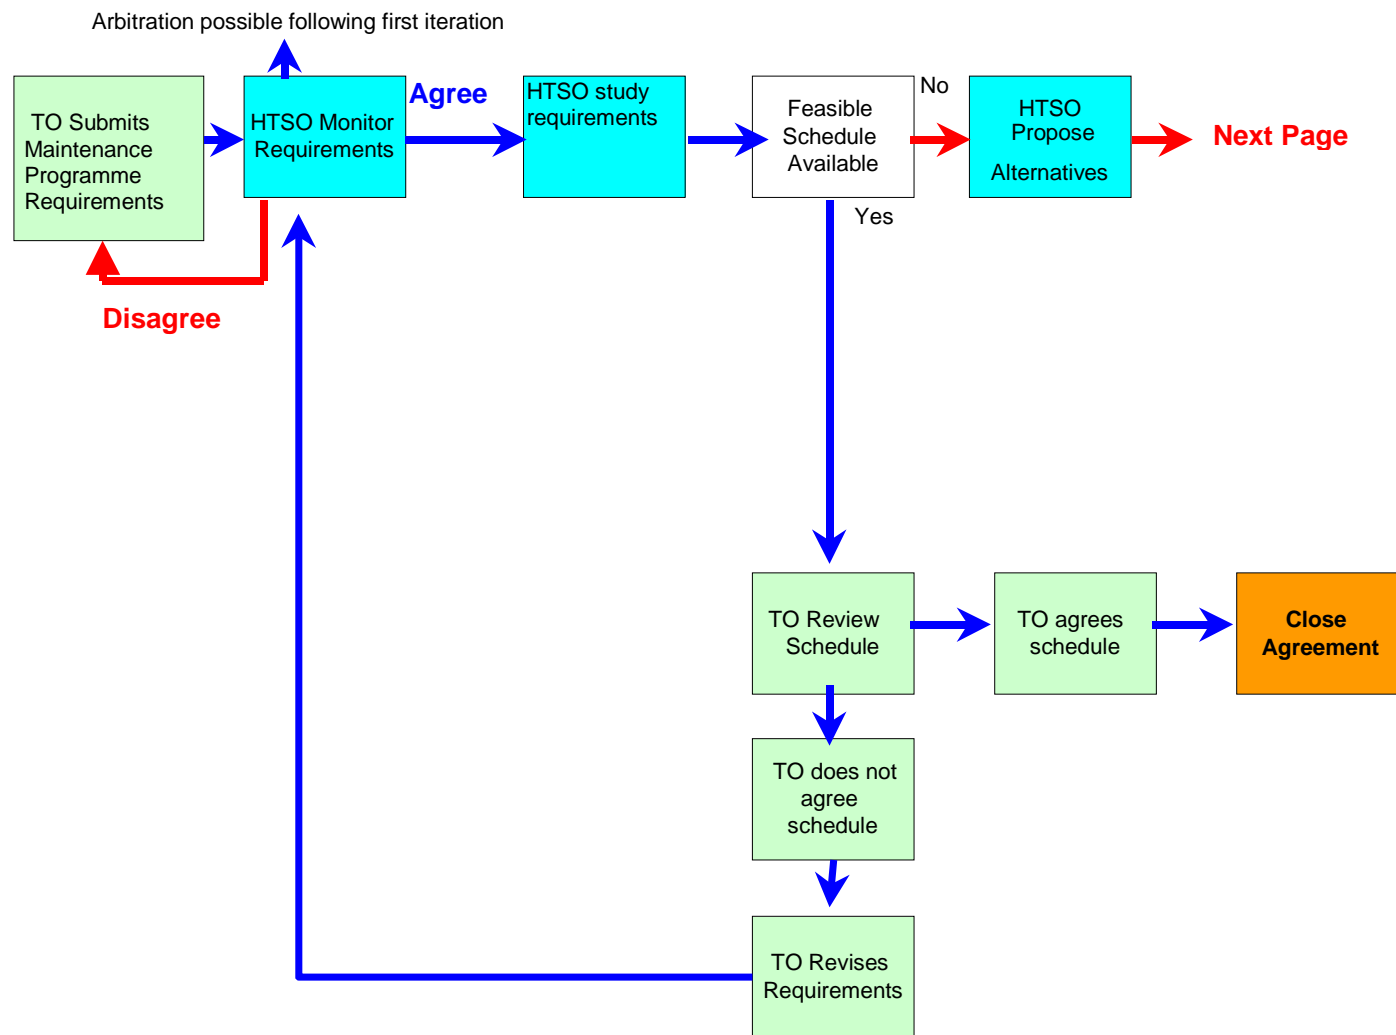 Arbitration possible following first iteration
TO Submits
Maintenance
Programme
Requirements
HTSO Monitor
Requirements
Agree
HTSO study
requirements
Feasible
Schedule
Available
No
HTSO
Propose
Alternatives
Next Page
Yes
Disagree
TO Review
Schedule
TO agrees
schedule
Close
Agreement
TO does not
agree
schedule
TO Revises
Requirements